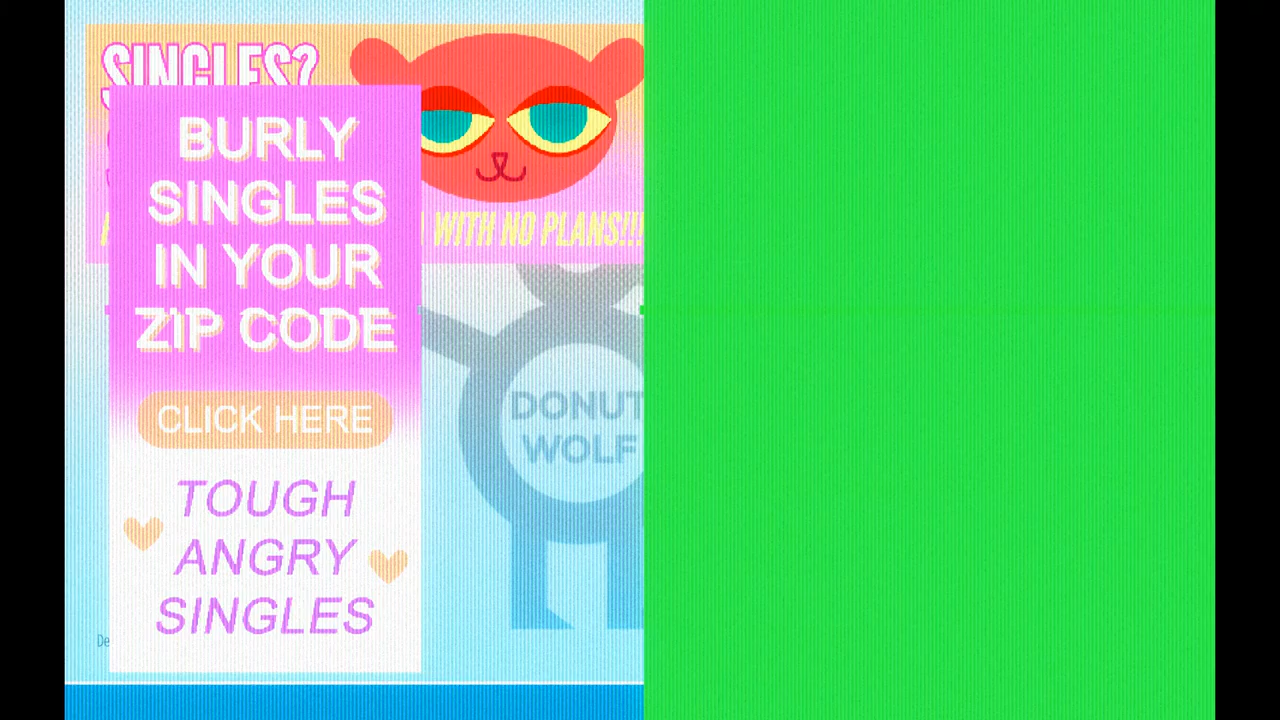 SINGLES?
BURLY
SINGLES
IN YOUR
ZIP CODE
CLICK HERE
TOUGH
ANGRY
SINGLES
WITH NO PLANS!!!
DONUT
WOLF